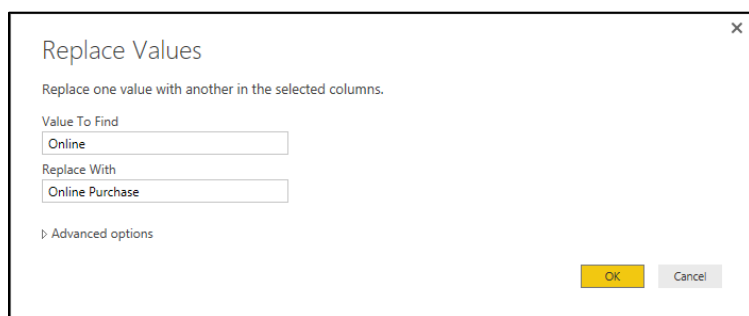 Replace Values
Replace one value with another in the selected columns.
Value To Find
Online
Replace With
Online Purchase
Advanced options
OK Cancel